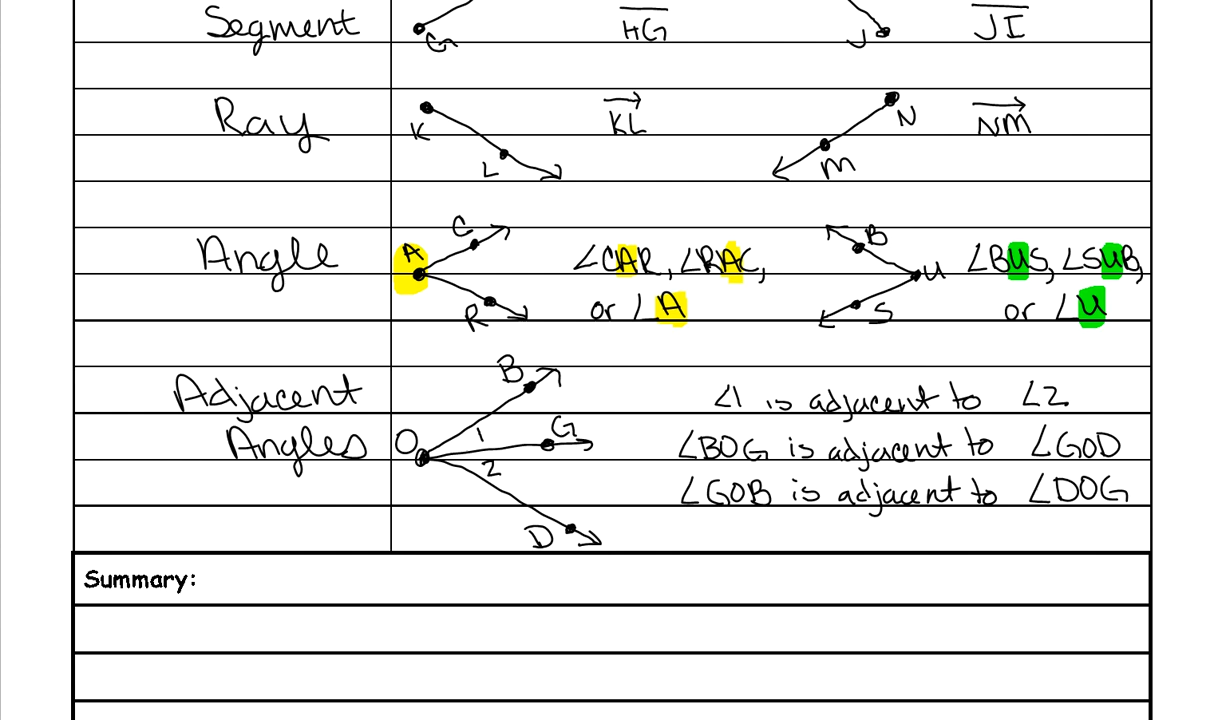 Segment G HG J JI
Ray K L KL N M NM
Angle A C R ∠CAR, ∠RAC, B U S ∠BUS, ∠SUB,
or ∠A or ∠U
Adjacent B ∠1 is adjacent to ∠2
Angles O 1 G 2 ∠BOG is adjacent to ∠GOD
∠GOB is adjacent to ∠DOG
D
Summary: